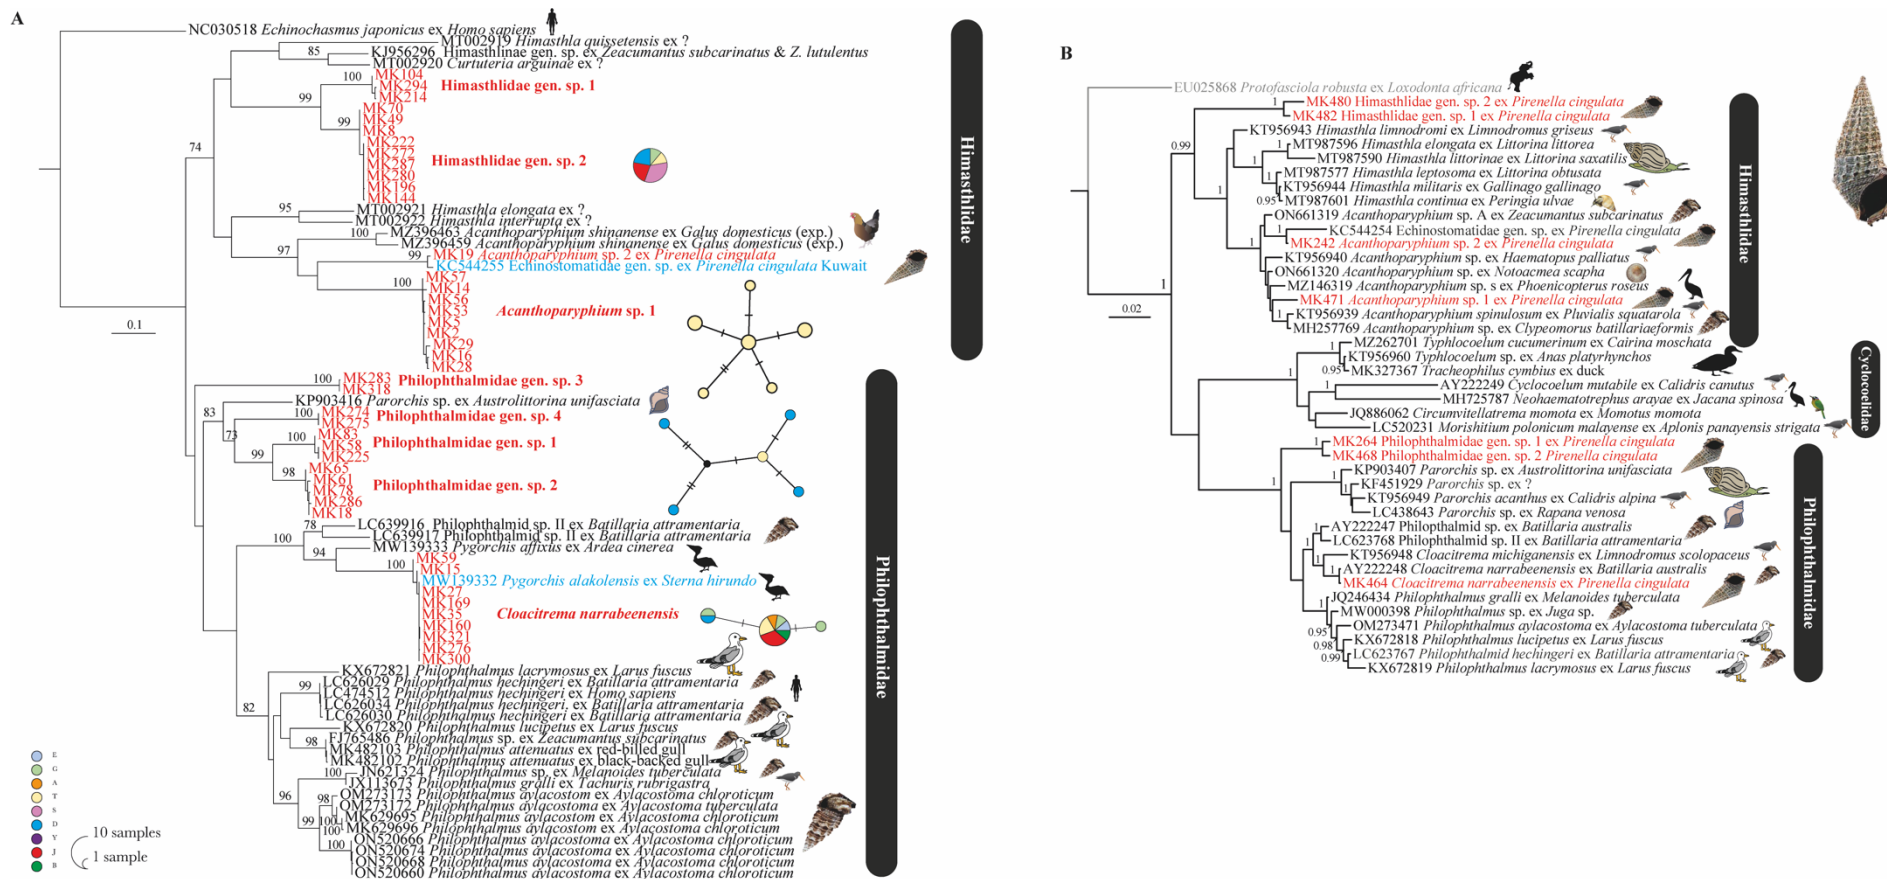 A
NC030518 Echinochasmus japonicus ex Homo sapiens
MT002919 Himasthla quissetensis ex ?
85
KJ956296 Himasthlinae gen. sp. ex Zeacumantus subcarinatus & Z. lutulentus
MT002920 Curtuteria arguinae ex ?
100
MK104
MK294
MK214
Himasthlidae gen. sp. 1
99
MK70
MK49
99
MK8
MK222
MK272
MK287
MK280
MK196
MK144
Himasthlidae gen. sp. 2
74
95
MT002921 Himasthla elongata ex ?
MT002922 Himasthla interrupta ex ?
100
MZ396463 Acanthoparyphium shinanense ex Galus domesticus (exp.)
MZ396459 Acanthoparyphium shinanense ex Galus domesticus (exp.)
97
99
MK19 Acanthoparyphium sp. 2 ex Pirenella cingulata
KC544255 Echinostomatidae gen. sp. ex Pirenella cingulata Kuwait
100
MK57
MK14
MK56
MK53
MK5
MK2
MK29
MK16
MK28
Acanthoparyphium sp. 1
0.1
Himasthlidae
100
MK283
MK318
Philophthalmidae gen. sp. 3
83
KP903416 Parorchis sp. ex Austrolittorina unifasciata
100
MK274
MK275
Philophthalmidae gen. sp. 4
73
100
MK83
MK58
MK225
Philophthalmidae gen. sp. 1
99
98
MK65
MK61
MK78
MK286
MK18
Philophthalmidae gen. sp. 2
78
LC639916 Philophthalmid sp. II ex Batillaria attramentaria
LC639917 Philophthalmid sp. II ex Batillaria attramentaria
100
94
MW139333 Pygorchis affixus ex Ardea cinerea
100
MK59
MK15
MW139332 Pygorchis alakolensis ex Sterna hirundo
MK27
MK169
MK35
MK160
MK321
MK276
MK300
Cloacitrema narrabeenensis
KX672821 Philophthalmus lacrymosus ex Larus fuscus
99
LC626029 Philophthalmus hechingeri ex Batillaria attramentaria
LC474512 Philophthalmus hechingeri ex Homo sapiens
LC626034 Philophthalmus hechingeri, ex Batillaria attramentaria
LC626030 Philophthalmus hechingeri ex Batillaria attramentaria
82
KX672820 Philophthalmus lucipetus ex Larus fuscus
98
FJ765486 Philophthalmus sp. ex Zeacumantus subcarinatus
MK482103 Philophthalmus attenuatus ex red-billed gull
MK482102 Philophthalmus attenuatus ex black-backed gull
100
JN621324 Philophthalmus sp. ex Melanoides tuberculata
JX113673 Philophthalmus gralli ex Tachuris rubrigastra
96
98
OM273173 Philophthalmus aylacostom ex Aylacostoma chloroticum
OM273172 Philophthalmus aylacostoma ex Aylacostoma tuberculata
99
100
MK629695 Philophthalmus aylacostom ex Aylacostoma chloroticum
100
MK629696 Philophthalmus aylacostom ex Aylacostoma chloroticum
100
ON520666 Philophthalmus aylacostoma ex Aylacostoma chloroticum
ON520674 Philophthalmus aylacostoma ex Aylacostoma chloroticum
ON520668 Philophthalmus aylacostoma ex Aylacostoma chloroticum
ON520660 Philophthalmus aylacostoma ex Aylacostoma chloroticum
Philophthalmidae
E
G
A
T
S
D
Y
J
B
10 samples
1 sample
B
EU025868 Protofasciola robusta ex Loxodonta africana
1
MK480 Himasthlidae gen. sp. 2 ex Pirenella cingulata
MK482 Himasthlidae gen. sp. 1 ex Pirenella cingulata
0.99
KT956943 Himasthla limnodromi ex Limnodromus griseus
1
MT987596 Himasthla elongata ex Littorina littorea
1
MT987590 Himasthla littorinae ex Littorina saxatilis
MT987577 Himasthla leptosoma ex Littorina obtusata
1
KT956944 Himasthla militaris ex Gallinago gallinago
1
0.95
MT987601 Himasthla continua ex Peringia ulvae
ON661319 Acanthoparyphium sp. A ex Zeacumantus subcarinatus
1
KC544254 Echinostomatidae gen. sp. ex Pirenella cingulata
MK242 Acanthoparyphium sp. 2 ex Pirenella cingulata
1
KT956940 Acanthoparyphium sp. ex Haematopus palliatus
ON661320 Acanthoparyphium sp. ex Notoacmea scapha
MZ146319 Acanthoparyphium sp. s ex Phoenicopterus roseus
MK471 Acanthoparyphium sp. 1 ex Pirenella cingulata
KT956939 Acanthoparyphium spinulosum ex Pluvialis squatarola
MH257769 Acanthoparyphium sp. ex Clypeomorus batillariaeformis
1
0.02
Himasthlidae
MZ262701 Typhlocoelum cucumerinum ex Cairina moschata
1
KT956960 Typhlocoelum sp. ex Anas platyrhynchos
0.95
MK327367 Tracheophilus cymbius ex duck
AY222249 Cyclocoelum mutabile ex Calidris canutus
1
MH725787 Neohaematotrephus arayae ex Jacana spinosa
JQ886062 Circumvitellatrema momota ex Momotus momota
1
LC520231 Morishitium polonicum malayense ex Aplonis panayensis strigata
Cyclocoelidae
MK264 Philophthalmidae gen. sp. 1 ex Pirenella cingulata
1
MK468 Philophthalmidae gen. sp. 2 Pirenella cingulata
1
KP903407 Parorchis sp. ex Austrolittorina unifasciata
1
KF451929 Parorchis sp. ex ?
1
KT956949 Parorchis acanthus ex Calidris alpina
LC438643 Parorchis sp. ex Rapana venosa
AY222247 Philopthalmid sp. ex Batillaria australis
1
LC623768 Philopthalmid sp. II ex Batillaria attramentaria
1
KT956948 Cloacitrema michiganensis ex Limnodromus scolopaceus
1
AY222248 Cloacitrema narrabeenensis ex Batillaria australis
1
MK464 Cloacitrema narrabeenensis ex Pirenella cingulata
JQ246434 Philophthalmus gralli ex Melanoides tuberculata
1
MW000398 Philophthalmus sp. ex Juga sp.
OM273471 Philophthalmus aylacostoma ex Aylacostoma tuberculata
0.95
KX672818 Philophthalmus lucipetus ex Larus fuscus
0.98
LC623767 Philophthalmid hechingeri ex Batillaria attramentaria
0.99
KX672819 Philophthalmus lacrymosus ex Larus fuscus
Philophthalmidae